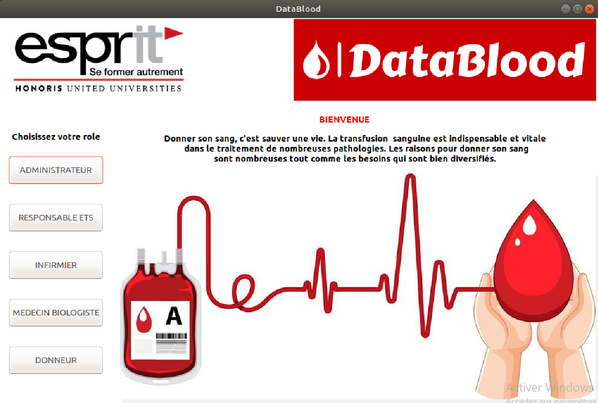 DataBlood
esprit
Se former autrement
HONORIS UNITED UNIVERSITIES
DataBlood
BIENVENUE
Choisissez votre role
Donner son sang, c'est sauver une vie. La transfusion sanguine est indispensable et vitale
dans le traitement de nombreuses pathologies. Les raisons pour donner son sang
sont nombreuses tout comme les besoins qui sont bien diversifiés.
ADMINISTRATEUR
RESPONSABLE ETS
INFIRMIER
MEDECIN BIOLOGISTE
DONNEUR
A
Activer Windows
Accédez aux paramètres